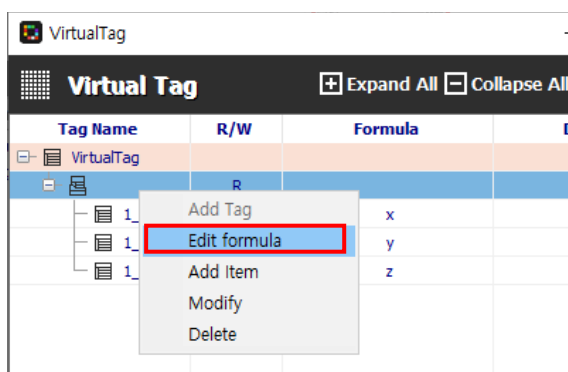 VirtualTag
Virtual Tag
Expand All
Collapse All
Tag Name R/W Formula
VirtualTag
R
1_ x
1_ y
1_ z
Add Tag
Edit formula
Add Item
Modify
Delete